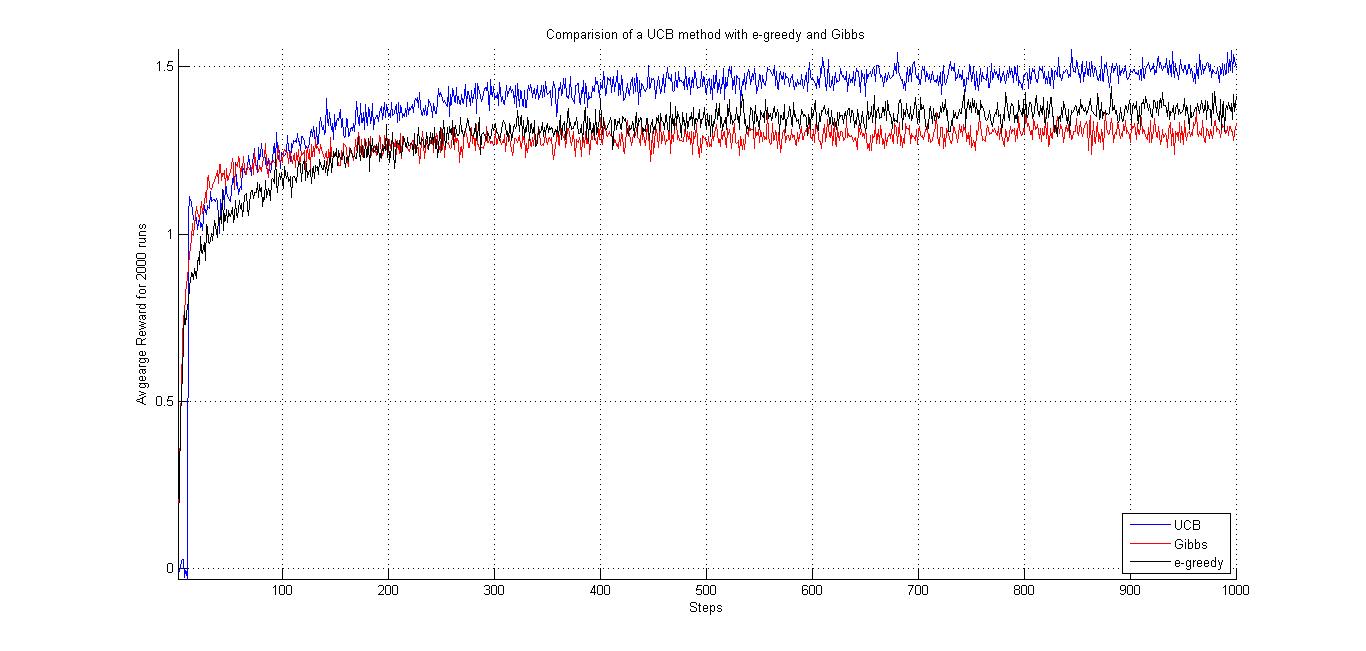 Comparision of a UCB method with e-greedy and Gibbs
1.5
1
0.5
0
Avgearge Reward for 2000 runs
100 200 300 400 500 600 700 800 900 1000
Steps
UCB
Gibbs
e-greedy